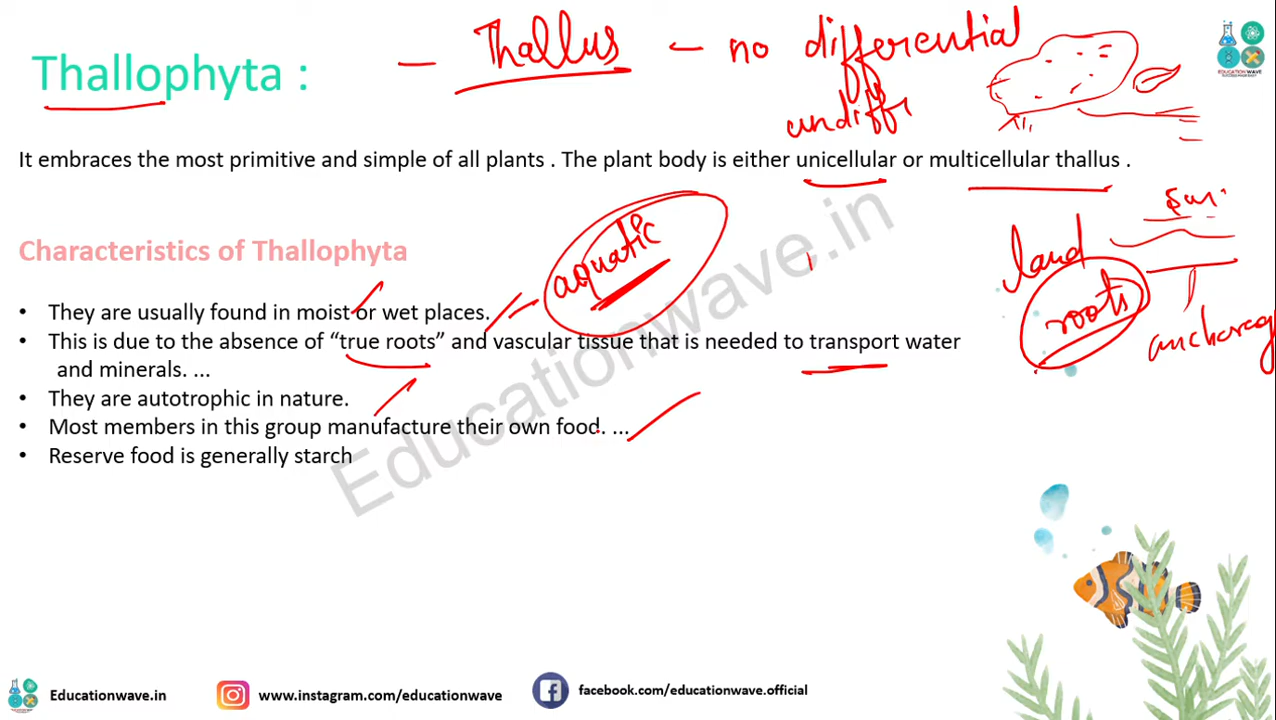 Thallophyta :
– Thallus – no differential
undiffr
EDUCATION WAVE
It embraces the most primitive and simple of all plants . The plant body is either unicellular or multicellular thallus .
Characteristics of Thallophyta
aquatic
land
roots
• They are usually found in moist or wet places.
• This is due to the absence of “true roots” and vascular tissue that is needed to transport water
and minerals. ...
• They are autotrophic in nature.
• Most members in this group manufacture their own food. ...
• Reserve food is generally starch
Educationwave.in
Educationwave.in
www.instagram.com/educationwave
facebook.com/educationwave.official